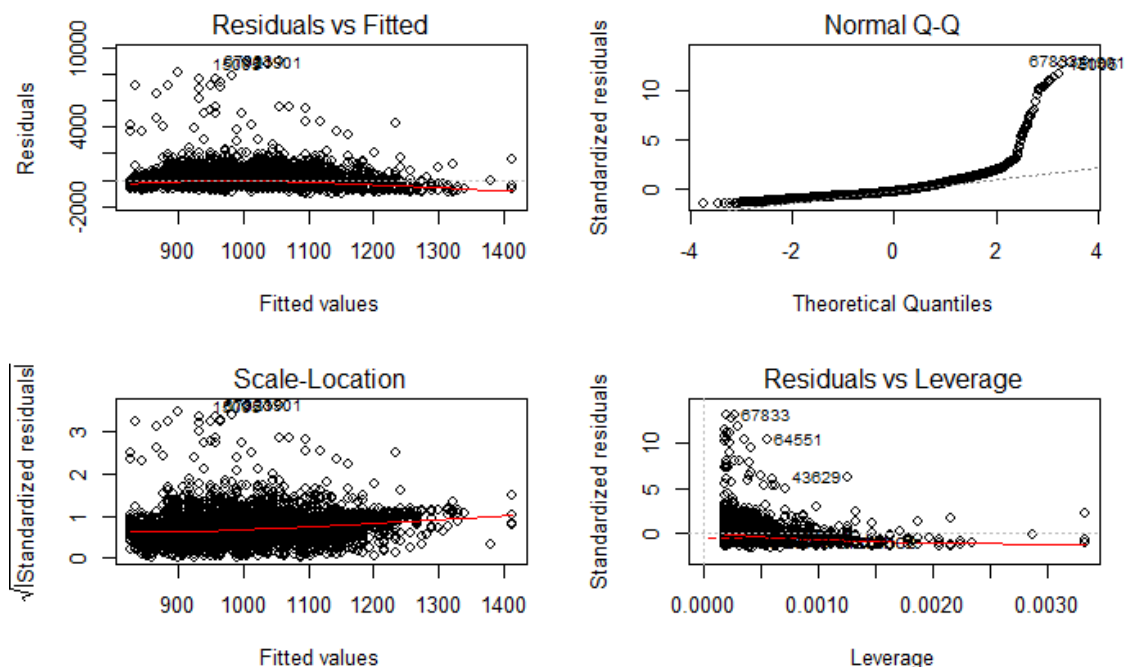 Residuals vs Fitted
Residuals
10000
4000
-2000
900 1000 1100 1200 1300 1400
Fitted values
Normal Q-Q
Standardized residuals
10
5
0
67833
-4 -2 0 2 4
Theoretical Quantiles
Scale-Location
√|Standardized residuals|
3
2
1
0
900 1000 1100 1200 1300 1400
Fitted values
Residuals vs Leverage
Standardized residuals
10
5
0
67833
64551
43629
0.0000 0.0010 0.0020 0.0030
Leverage